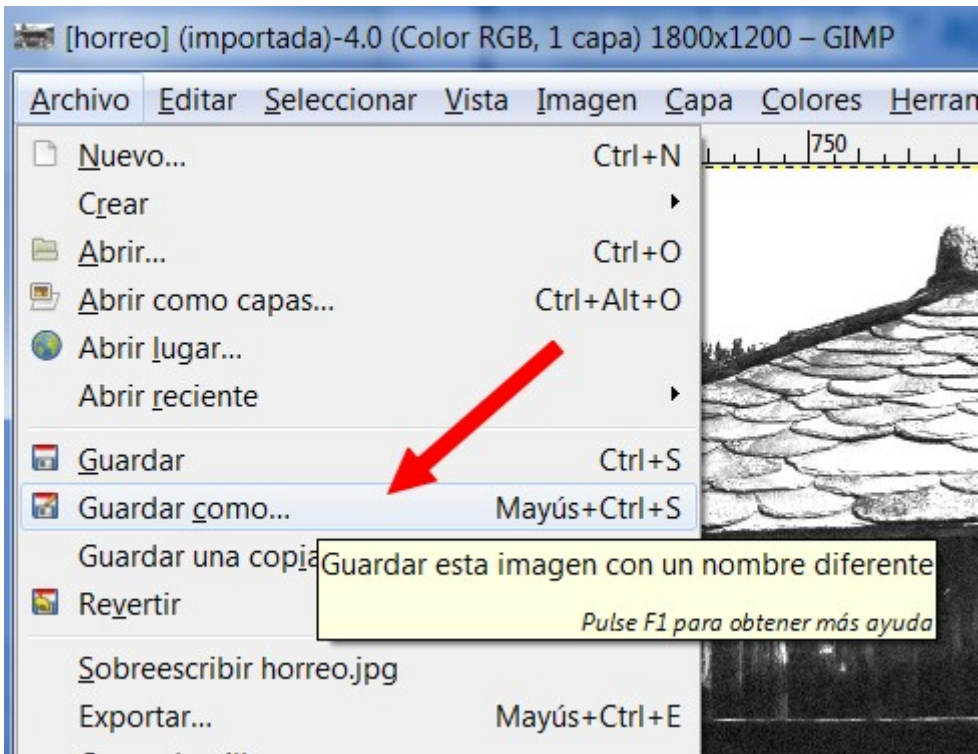 [horreo] (importada)-4.0 (Color RGB, 1 capa) 1800x1200 – GIMP
Archivo Editar Seleccionar Vista Imagen Capa Colores
750
Nuevo... Ctrl+N
Crear
Abrir... Ctrl+O
Abrir como capas... Ctrl+Alt+O
Abrir lugar...
Abrir reciente
Guardar Ctrl+S
Guardar como... Mayús+Ctrl+S
Guardar una copia
Guardar esta imagen con un nombre diferente
Revertir
Pulse F1 para obtener más ayuda
Sobreescribir horreo.jpg
Exportar... Mayús+Ctrl+E